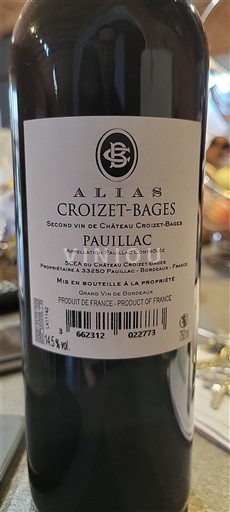 CB
ALIAS
CROIZET-BAGES
SECOND VIN DE CHÂTEAU CROIZET-BAGES
PAUILLAC
APPELLATION PAUILLAC CONTRÔLÉE
SCEA DU CHÂTEAU CROIZET-BAGES
PROPRIÉTAIRE À 33250 PAUILLAC - BORDEAUX - FRANCE
MIS EN BOUTEILLE À LA PROPRIÉTÉ
GRAND VIN DE BORDEAUX
PRODUIT DE FRANCE - PRODUCT OF FRANCE
14.5% vol.
3 662312 022773